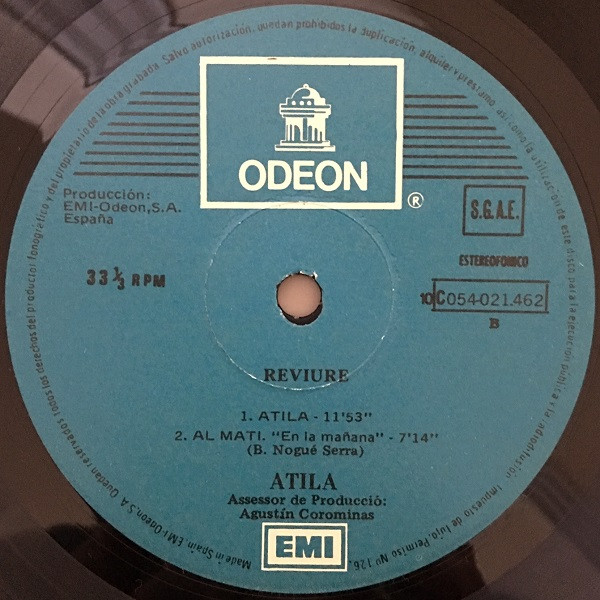 Quedan reservados todos los derechos del productor fonográfico y del propietario de la obra grabada. Salvo autorización, quedan prohibidos la duplicación, alquiler y préstamo, así como la utilización de este disco para la ejecución pública y la radiodifusión.
ODEON
®
Producción:
EMI-Odeon, S.A.
España
S.G.A.E.
ESTEREOFONICO
33 1/3 RPM
10C054-021.462
B
REVIURE
1. ATILA - 11'53"
2. AL MATI. "En la mañana" - 7'14"
(B. Nogué Serra)
ATILA
Assessor de Producció:
Agustín Corominas
EMI
Made in Spain. EMI-Odeon, S.A.
Impuesto de lujo. Permiso Nº 126.